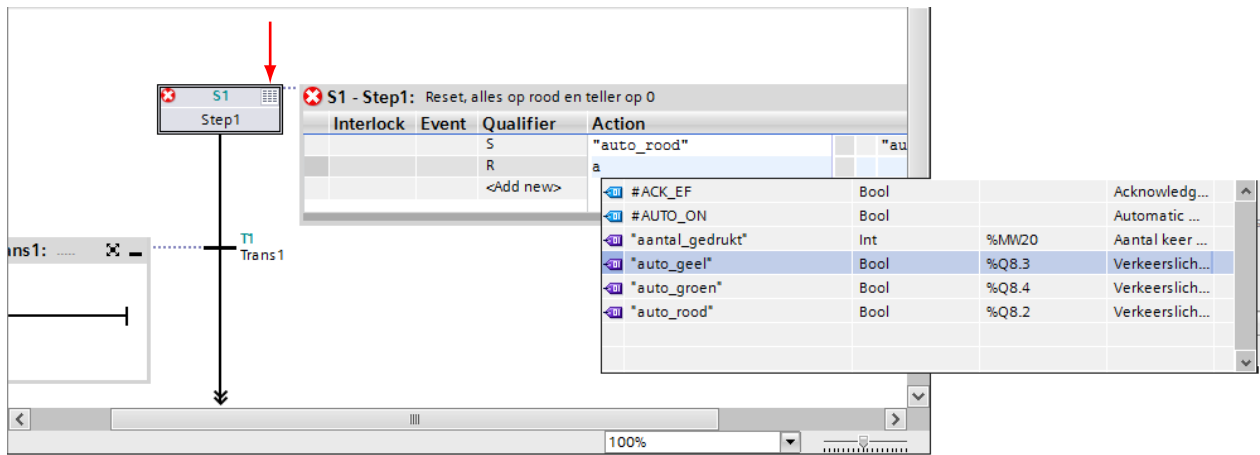 S1
Step1
S1 - Step1: Reset, alles op rood en teller op 0
Interlock Event Qualifier Action
S "auto_rood" "au
R a
<Add new>
#ACK_EF Bool Acknowledg...
#AUTO_ON Bool Automatic ...
"aantal_gedrukt" Int %MW20 Aantal keer ...
"auto_geel" Bool %Q8.3 Verkeerslich...
"auto_groen" Bool %Q8.4 Verkeerslich...
"auto_rood" Bool %Q8.2 Verkeerslich...
T1
Trans1
ans1: .....
100%